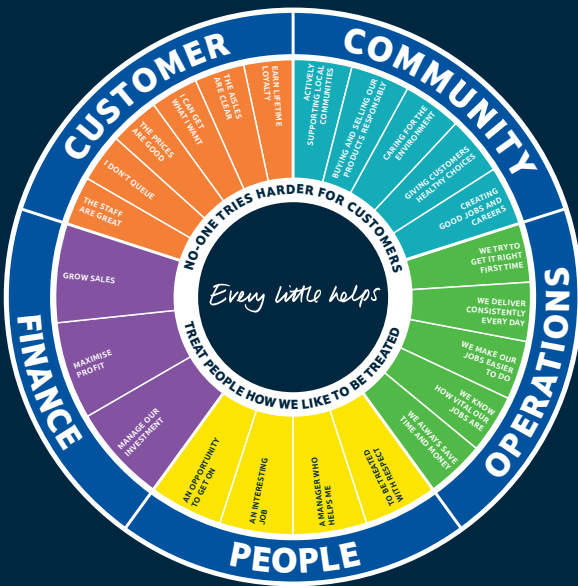 CUSTOMER
THE STAFF
ARE GREAT
I DON'T QUEUE
THE PRICES
ARE GOOD
I CAN GET
WHAT I WANT
THE AISLES
ARE CLEAR
EARN LIFETIME
LOYALTY
COMMUNITY
ACTIVELY
SUPPORTING LOCAL
COMMUNITIES
BUYING AND SELLING OUR
PRODUCTS RESPONSIBLY
CARING FOR THE
ENVIRONMENT
GIVING CUSTOMERS
HEALTHY CHOICES
CREATING
GOOD JOBS AND
CAREERS
OPERATIONS
WE TRY TO
GET IT RIGHT
FIRST TIME
WE DELIVER
CONSISTENTLY
EVERY DAY
WE MAKE OUR
JOBS EASIER
TO DO
WE KNOW
HOW VITAL OUR
JOBS ARE
WE ALWAYS SAVE
TIME AND MONEY
PEOPLE
TO BE TREATED
WITH RESPECT
A MANAGER WHO
HELPS ME
AN INTERESTING
JOB
AN OPPORTUNITY
TO GET ON
FINANCE
MANAGE OUR
INVESTMENT
MAXIMISE
PROFIT
GROW SALES
NO-ONE TRIES HARDER FOR CUSTOMERS
Every little helps
TREAT PEOPLE HOW WE LIKE TO BE TREATED